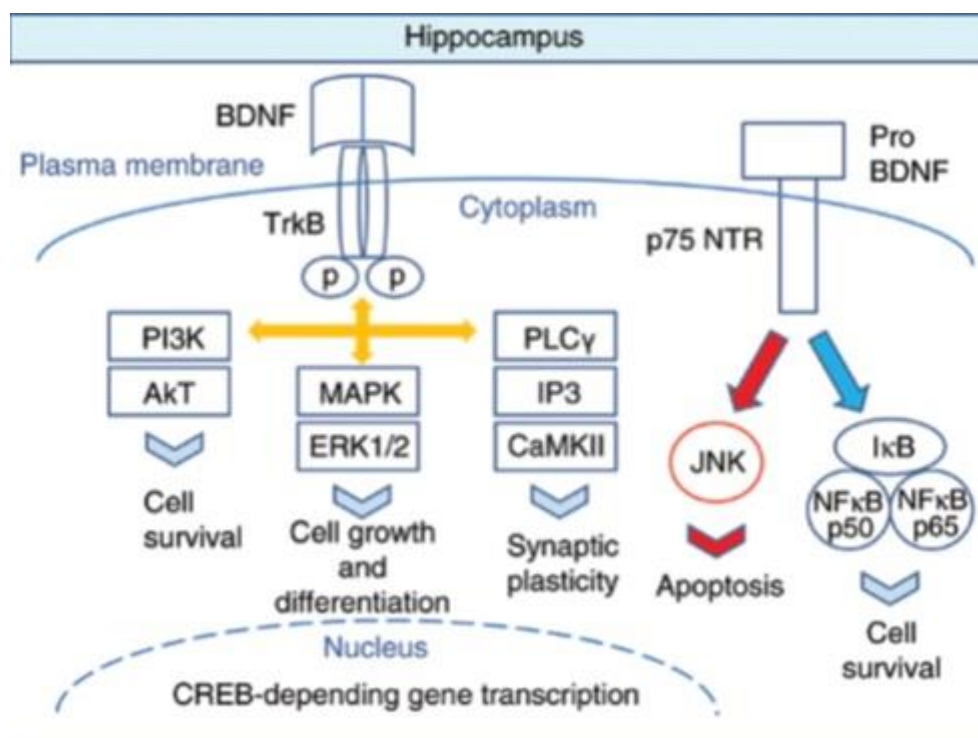 Hippocampus
BDNF
Plasma membrane
TrkB
Cytoplasm
p p
Pro
BDNF
p75 NTR
PI3K
AkT
Cell
survival
MAPK
ERK1/2
Cell growth
and
differentiation
PLCγ
IP3
CaMKII
Synaptic
plasticity
JNK
Apoptosis
IκB
NFκB
p50
NFκB
p65
Cell
survival
Nucleus
CREB-depending gene transcription